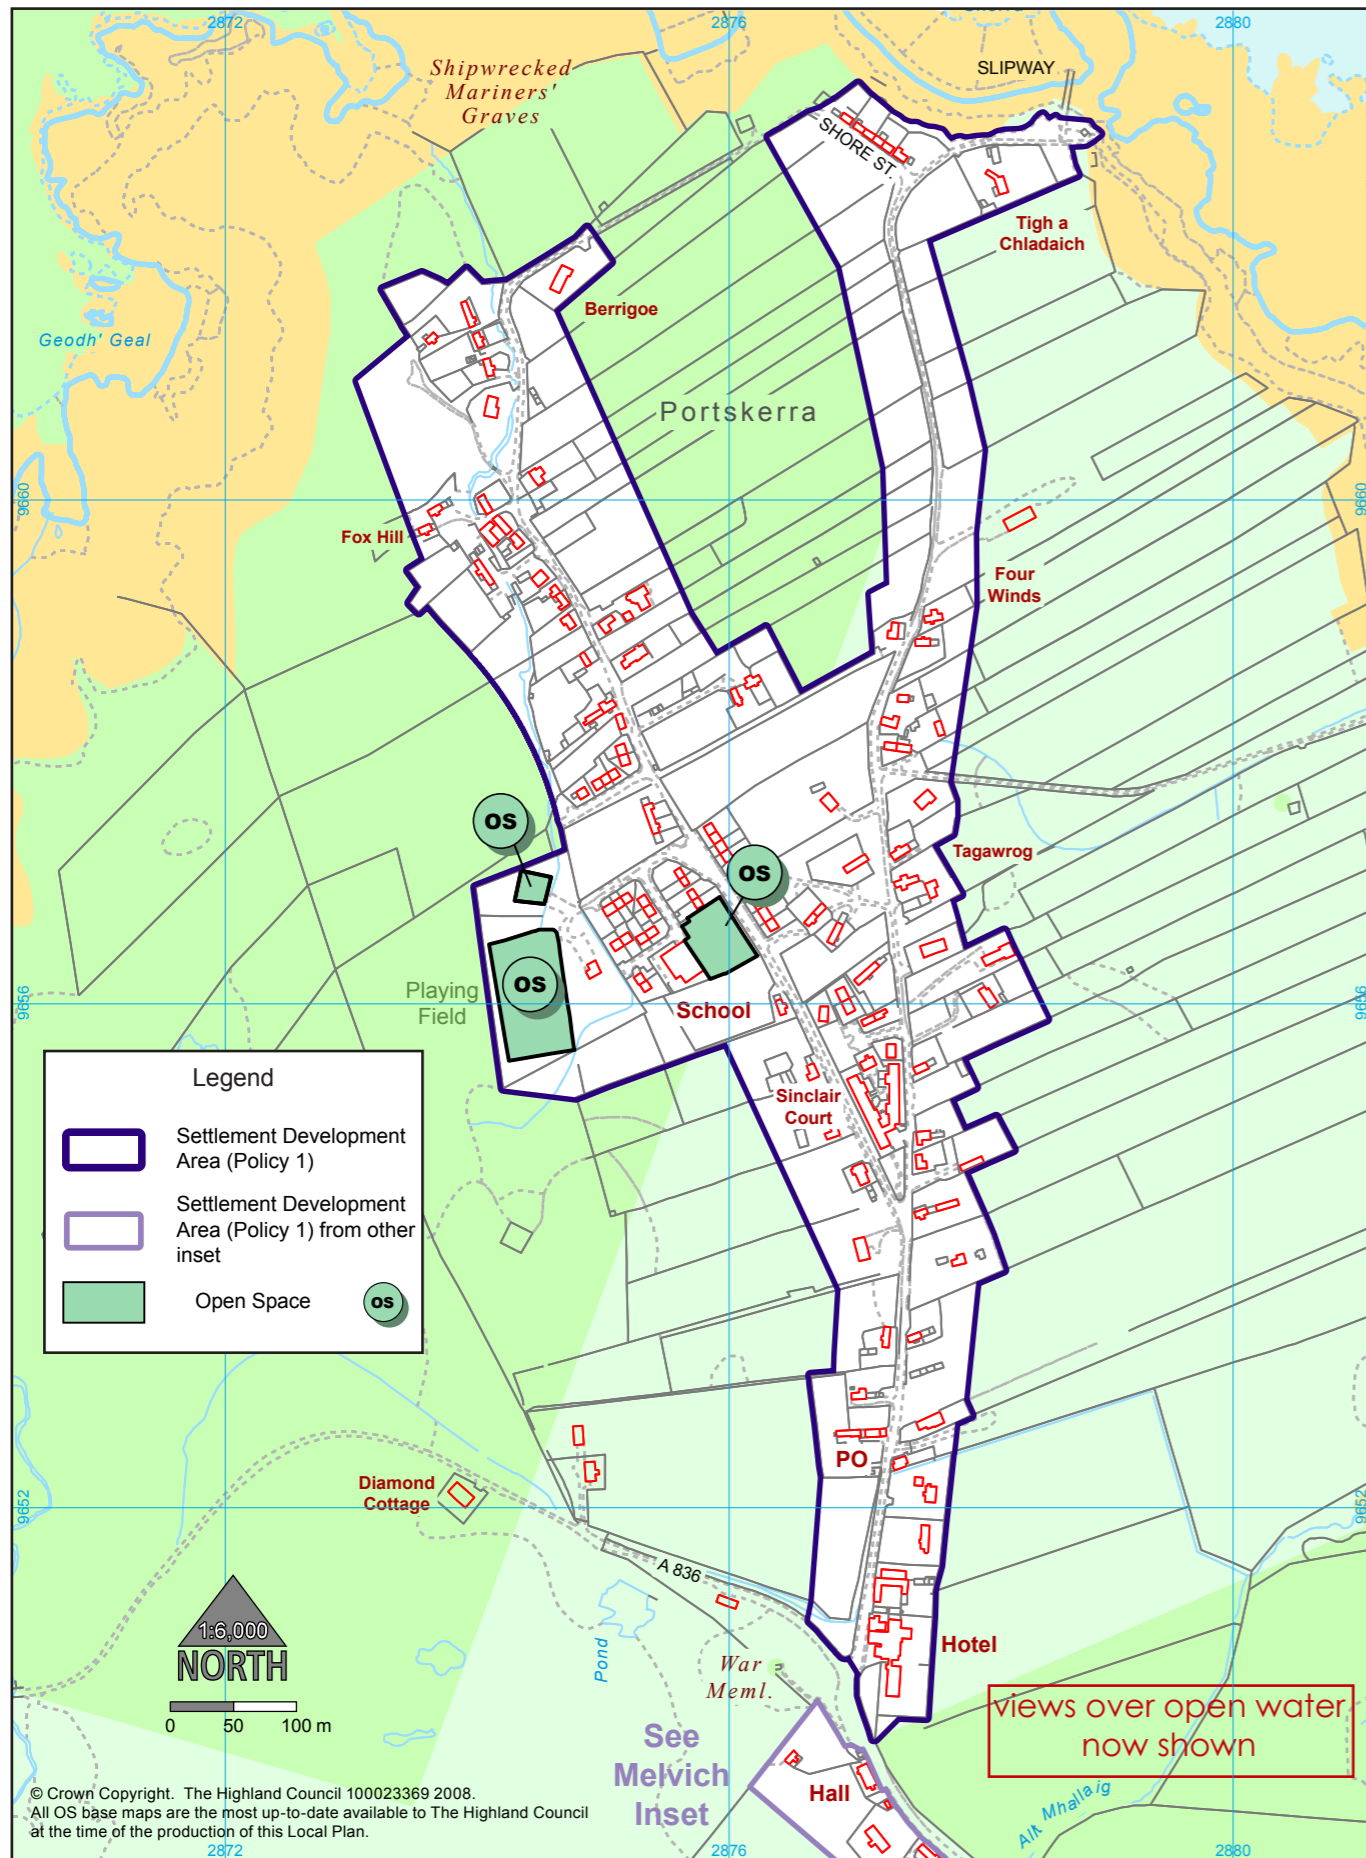 2872
2876
2880
Shipwrecked
Mariners'
Graves
SLIPWAY
SHORE ST.
Tigh a
Chladaich
Berrigoe
Geodh' Geal
Portskerra
9660
9660
Fox Hill
Four
Winds
os
os
Tagawrog
os
Playing
Field
School
9656
9656
Sinclair
Court
Legend
Settlement Development
Area (Policy 1)
Settlement Development
Area (Policy 1) from other
inset
Open Space
os
PO
Diamond
Cottage
9652
9652
A 836
1:6,000
NORTH
0 50 100 m
Pond
War
Meml.
Hotel
views over open water
now shown
See
Melvich
Inset
Hall
Allt Mhallaig
© Crown Copyright. The Highland Council 100023369 2008.
All OS base maps are the most up-to-date available to The Highland Council
at the time of the production of this Local Plan.
2872
2876
2880